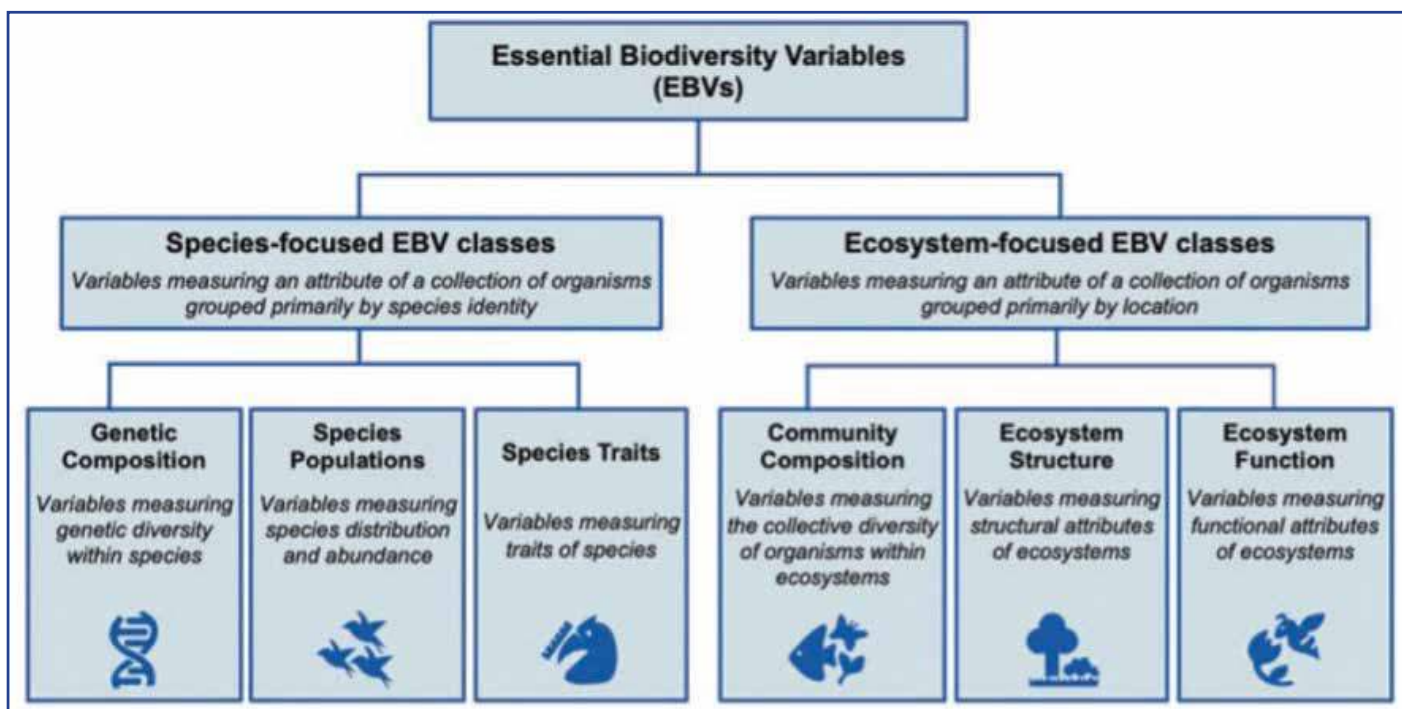 Essential Biodiversity Variables
(EBVs)
Species-focused EBV classes
Variables measuring an attribute of a collection of organisms
grouped primarily by species identity
Ecosystem-focused EBV classes
Variables measuring an attribute of a collection of organisms
grouped primarily by location
Genetic
Composition
Variables measuring
genetic diversity
within species
Species
Populations
Variables measuring
species distribution
and abundance
Species Traits
Variables measuring
traits of species
Community
Composition
Variables measuring
the collective diversity
of organisms within
ecosystems
Ecosystem
Structure
Variables measuring
structural attributes
of ecosystems
Ecosystem
Function
Variables measuring
functional attributes
of ecosystems